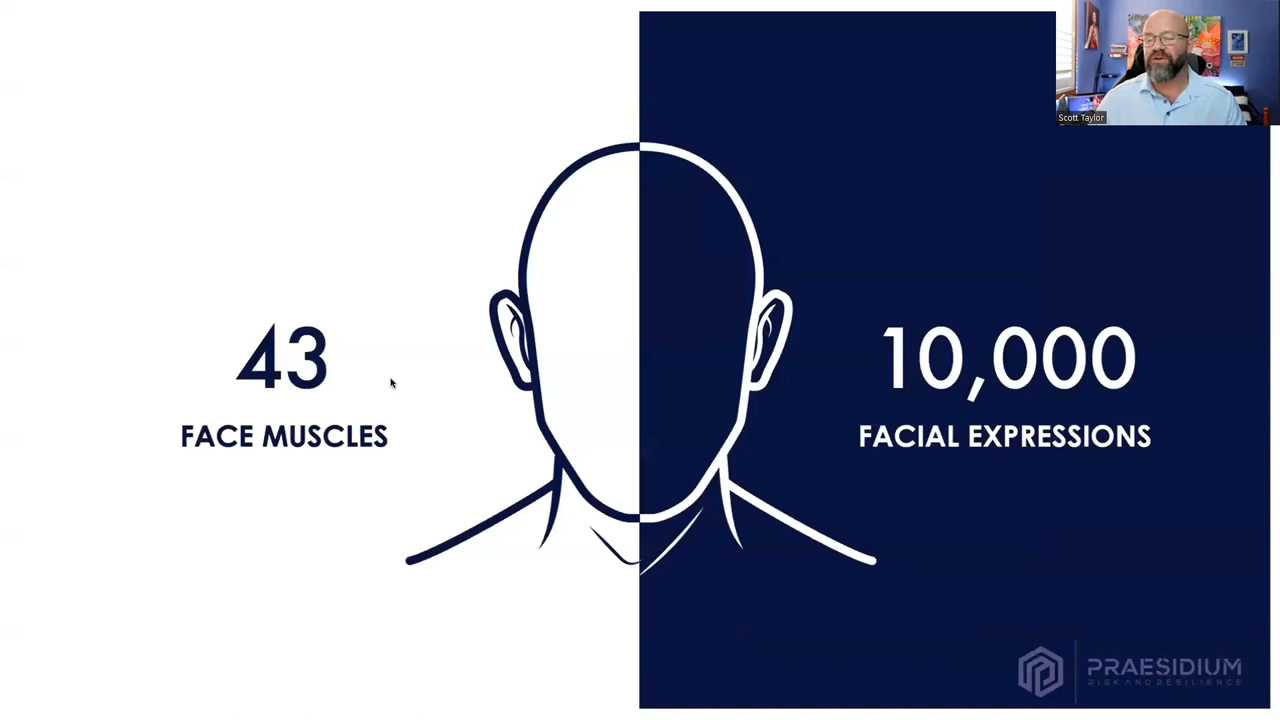 Scott Taylor
43
FACE MUSCLES
10,000
FACIAL EXPRESSIONS
PRAESIDIUM
RISK AND RESILIENCE